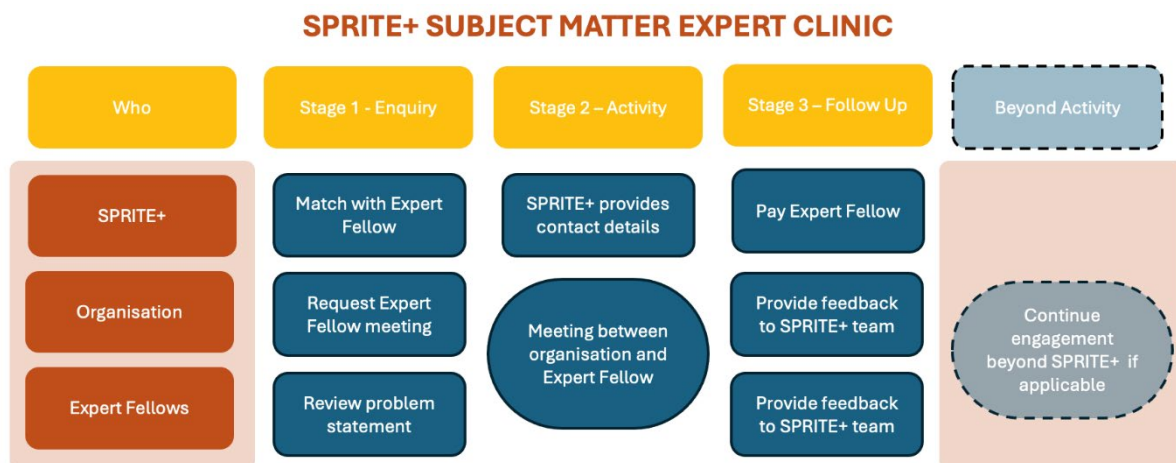 SPRITE+ SUBJECT MATTER EXPERT CLINIC
Who
Stage 1 - Enquiry
Stage 2 – Activity
Stage 3 – Follow Up
Beyond Activity
SPRITE+
Match with Expert
Fellow
SPRITE+ provides
contact details
Pay Expert Fellow
Organisation
Request Expert
Fellow meeting
Meeting between
organisation and
Expert Fellow
Provide feedback
to SPRITE+ team
Continue
engagement
beyond SPRITE+ if
applicable
Expert Fellows
Review problem
statement
Provide feedback
to SPRITE+ team